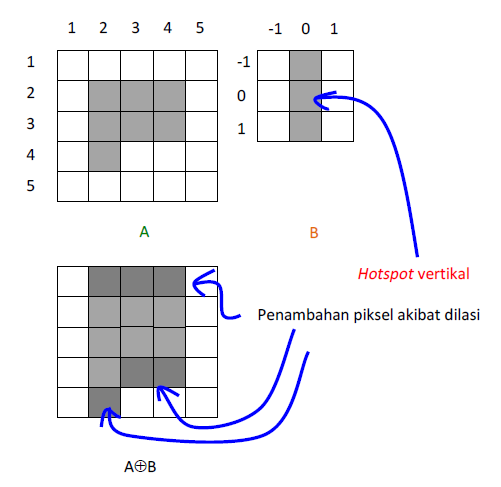 1 2 3 4 5
1
2
3
4
5
-1 0 1
-1
0
1
A
B
Hotspot vertikal
Penambahan piksel akibat dilasi
A⊕B